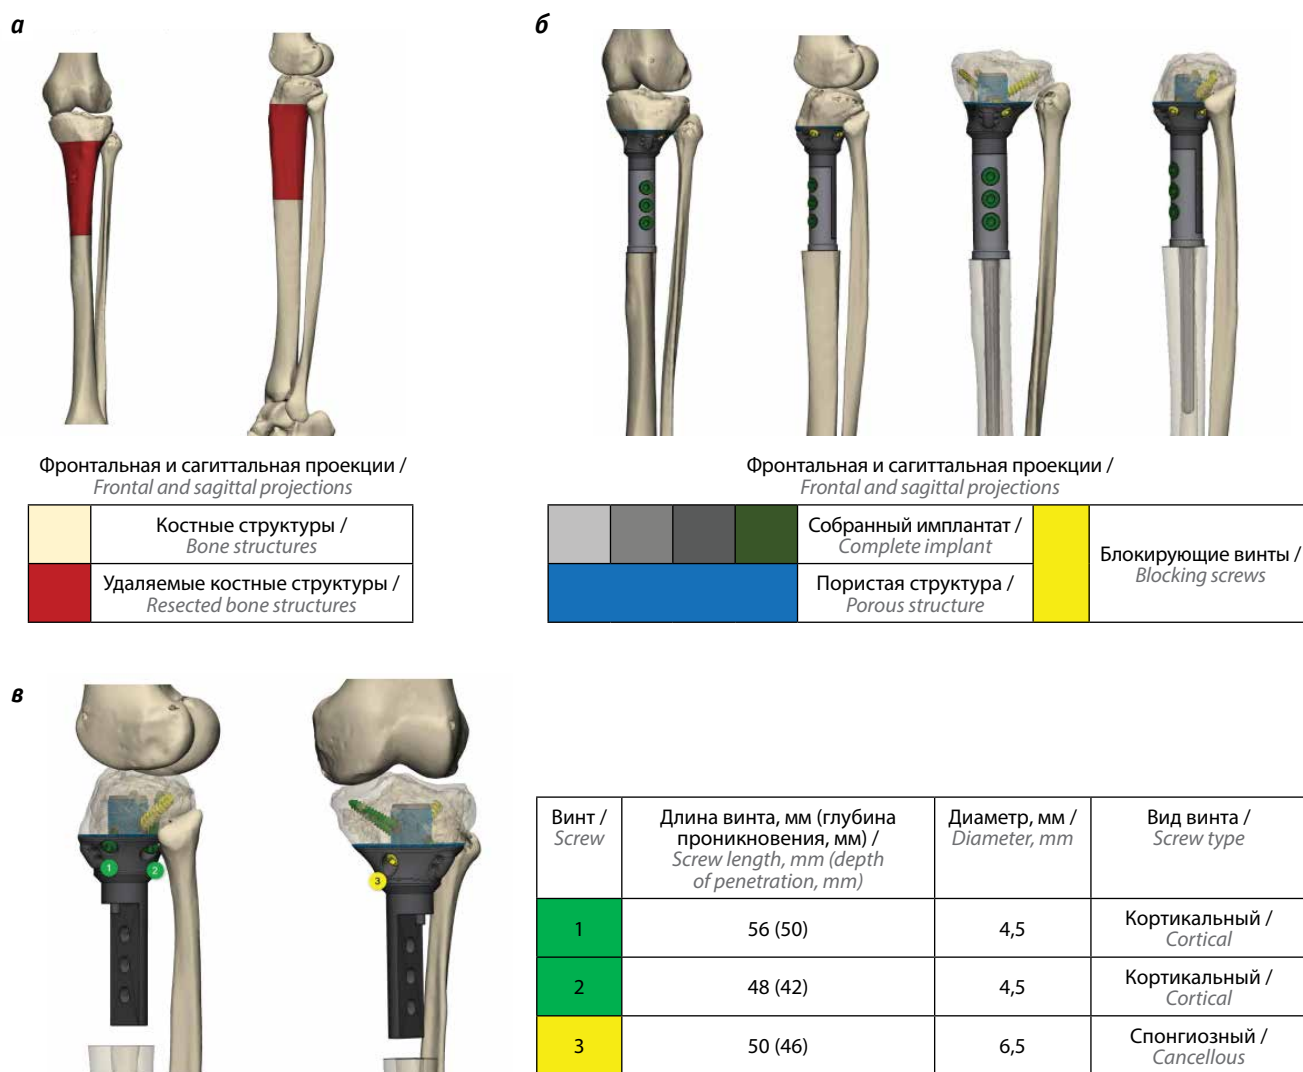 а
б
Фронтальная и сагиттальная проекции /
Frontal and sagittal projections
Костные структуры /
Bone structures
Удаляемые костные структуры /
Resected bone structures
Фронтальная и сагиттальная проекции /
Frontal and sagittal projections
Собранный имплантат /
Complete implant
Пористая структура /
Porous structure
Блокирующие винты /
Blocking screws
в
1
2
3
Винт /
Screw
Длина винта, мм (глубина
проникновения, мм) /
Screw length, mm (depth
of penetration, mm)
Диаметр, мм /
Diameter, mm
Вид винта /
Screw type
1
56 (50)
4,5
Кортикальный /
Cortical
2
48 (42)
4,5
Кортикальный /
Cortical
3
50 (46)
6,5
Спонгиозный /
Cancellous